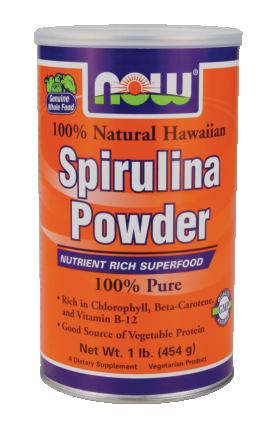 now
Genuine
Whole Food
100% Natural Hawaiian
Spirulina
Powder
NUTRIENT RICH SUPERFOOD
100% Pure
• Rich in Chlorophyll, Beta-Carotene,
and Vitamin B-12
• Good Source of Vegetable Protein
Net Wt. 1 lb. (454 g)
A Dietary Supplement Vegetarian Product